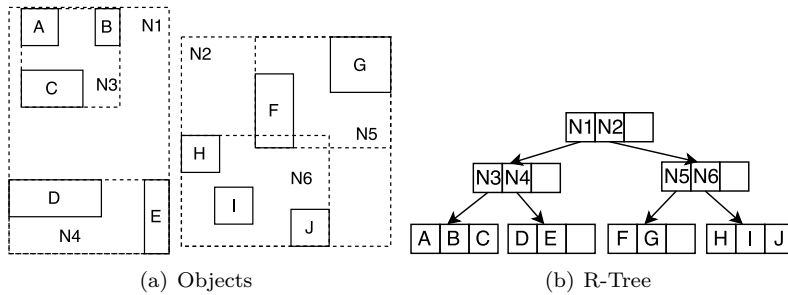 A B N1
C N3
N2
G
F
N5
H
N6
I
J
D
E
N4
N1 N2
N3 N4
N5 N6
A B C
D E
F G
H I J
(a) Objects
(b) R-Tree